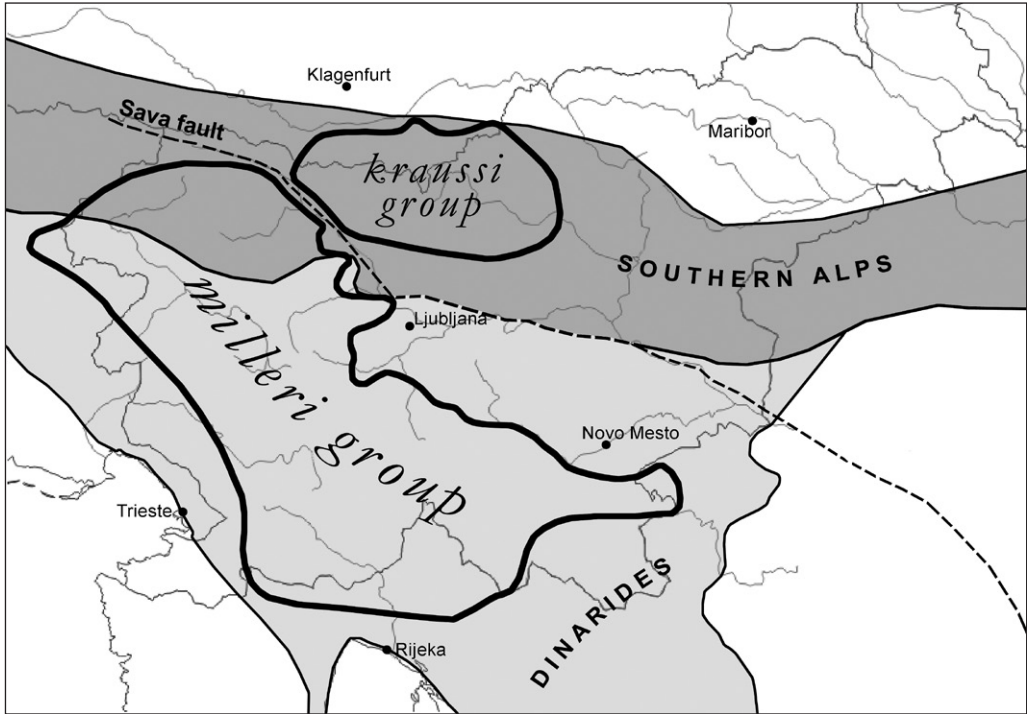 Klagenfurt
Sava fault
Maribor
kraussi
group
SOUTHERN ALPS
Ljubljana
milleri group
Novo Mesto
Trieste
DINARIDES
Rijeka